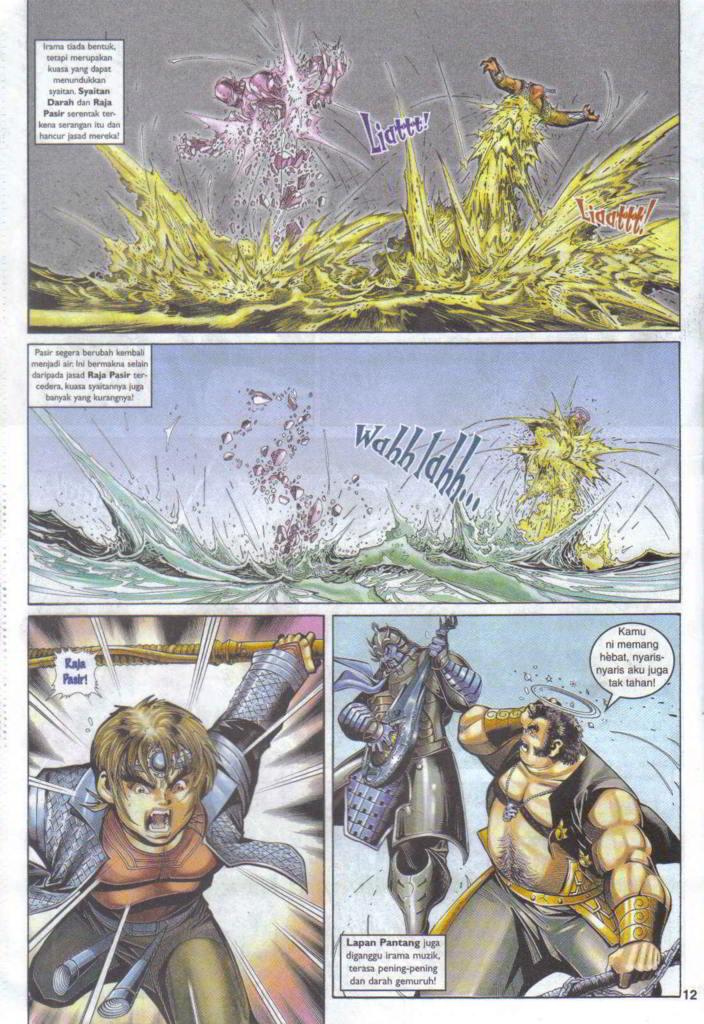 Irama tiada bentuk,
tetapi merupakan
kuasa yang dapat
menundukkan
syaitan. Syaitan
Darah dan Raja
Pasir serentak ter-
kena serangan itu dan
hancur jasad mereka!
Liattt!
Liaattt!
Pasir segera berubah kembali
menjadi air. Ini bermakna selain
daripada jasad Raja Pasir ter-
cedera, kuasa syaitannya juga
banyak yang kurangnya!
Wahhlahh...
Raja
Pasir!
Kamu
ni memang
hebat, nyaris-
nyaris aku juga
tak tahan!
Lapan Pantang juga
diganggu irama muzik,
terasa pening-pening
dan darah gemuruh!
12